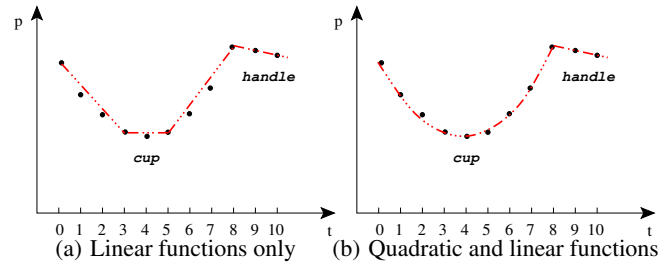 p
handle
cup
0 1 2 3 4 5 6 7 8 9 10 t
(a) Linear functions only
p
handle
cup
0 1 2 3 4 5 6 7 8 9 10 t
(b) Quadratic and linear functions